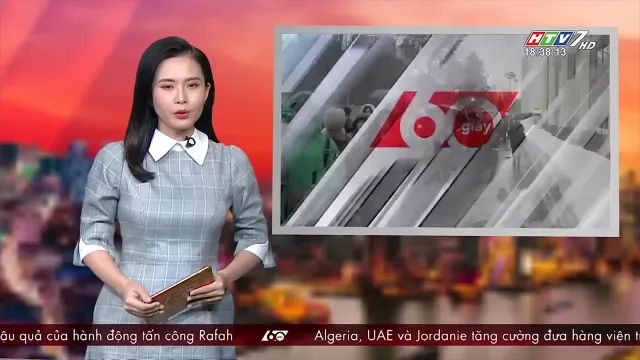 HTV7 HD
18:38:13
60 giây
ậu quả của hành động tấn công Rafah 60 Algeria, UAE và Jordanie tăng cường đưa hàng viện